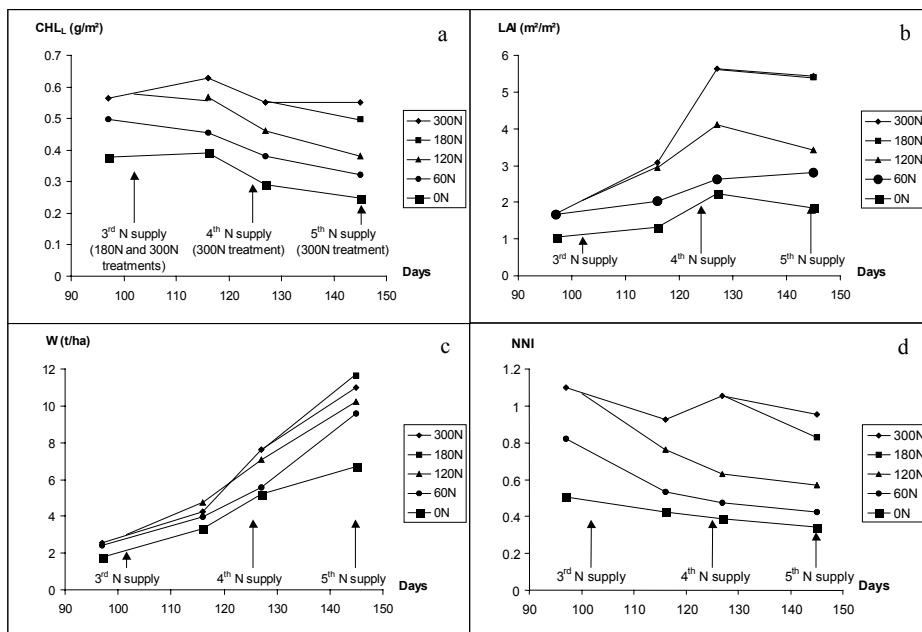 CHLL (g/m²)
a
0.7
0.6
0.5
0.4
0.3
0.2
0.1
0
300N
180N
120N
60N
0N
3rd N supply
(180N and 300N
treatments)
4th N supply
(300N treatment)
5th N supply
(300N treatment)
Days
90 100 110 120 130 140 150
LAI (m²/m²)
b
6
5
4
3
2
1
0
300N
180N
120N
60N
0N
3rd N supply
4th N supply
5th N supply
Days
90 100 110 120 130 140 150
W (t/ha)
c
12
10
8
6
4
2
0
300N
180N
120N
60N
0N
3rd N supply
4th N supply
5th N supply
Days
90 100 110 120 130 140 150
NNI
d
1.2
1
0.8
0.6
0.4
0.2
0
300N
180N
120N
60N
0N
3rd N supply
4th N supply
5th N supply
Days
90 100 110 120 130 140 150